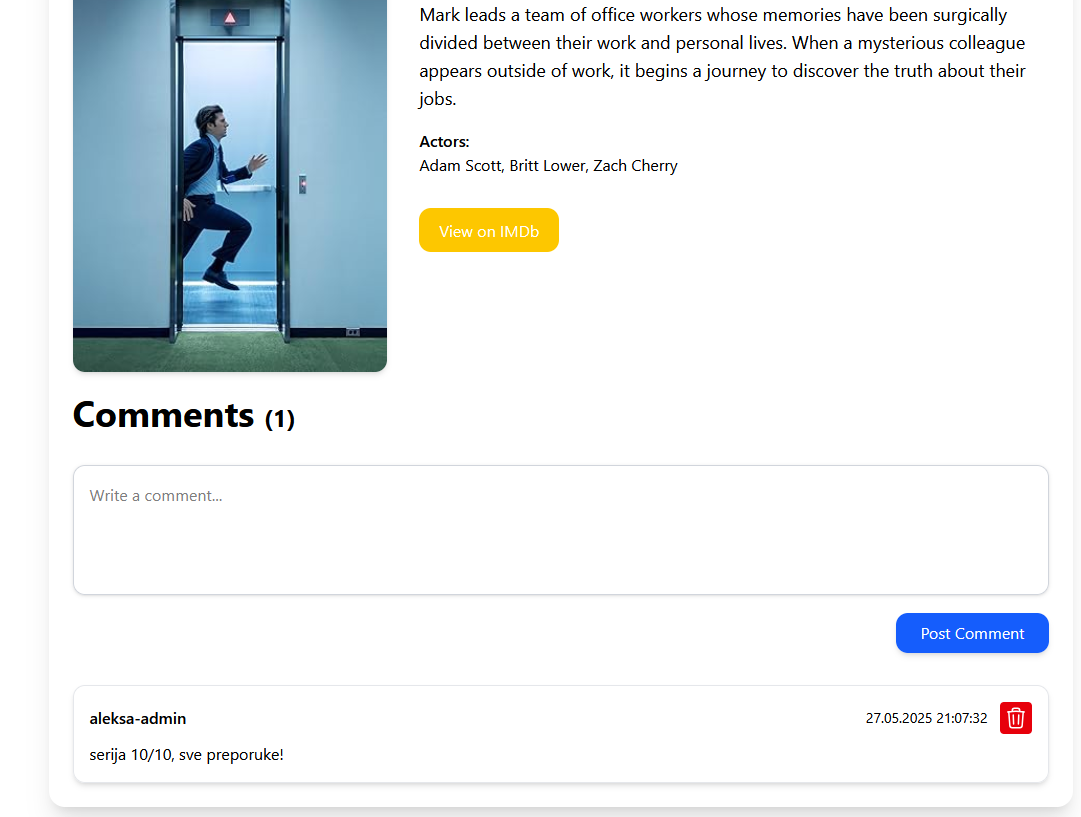 Mark leads a team of office workers whose memories have been surgically
divided between their work and personal lives. When a mysterious colleague
appears outside of work, it begins a journey to discover the truth about their
jobs.
Actors:
Adam Scott, Britt Lower, Zach Cherry
View on IMDb
Comments (1)
Write a comment...
Post Comment
aleksa-admin
27.05.2025 21:07:32
serija 10/10, sve preporuke!